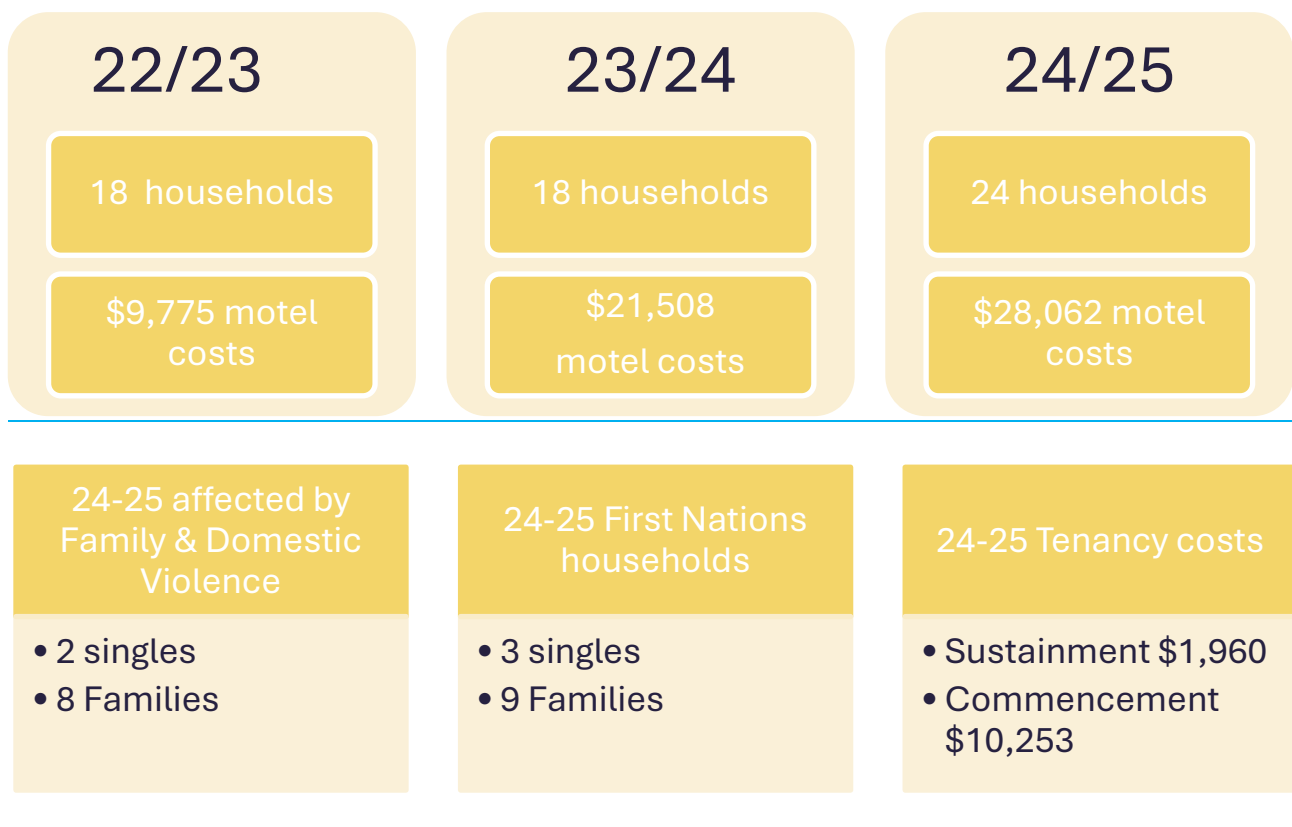 22/23
18 households
$9,775 motel
costs
23/24
18 households
$21,508
motel costs
24/25
24 households
$28,062 motel
costs
24-25 affected by
Family & Domestic
Violence
• 2 singles
• 8 Families
24-25 First Nations
households
• 3 singles
• 9 Families
24-25 Tenancy costs
• Sustainment $1,960
• Commencement
$10,253